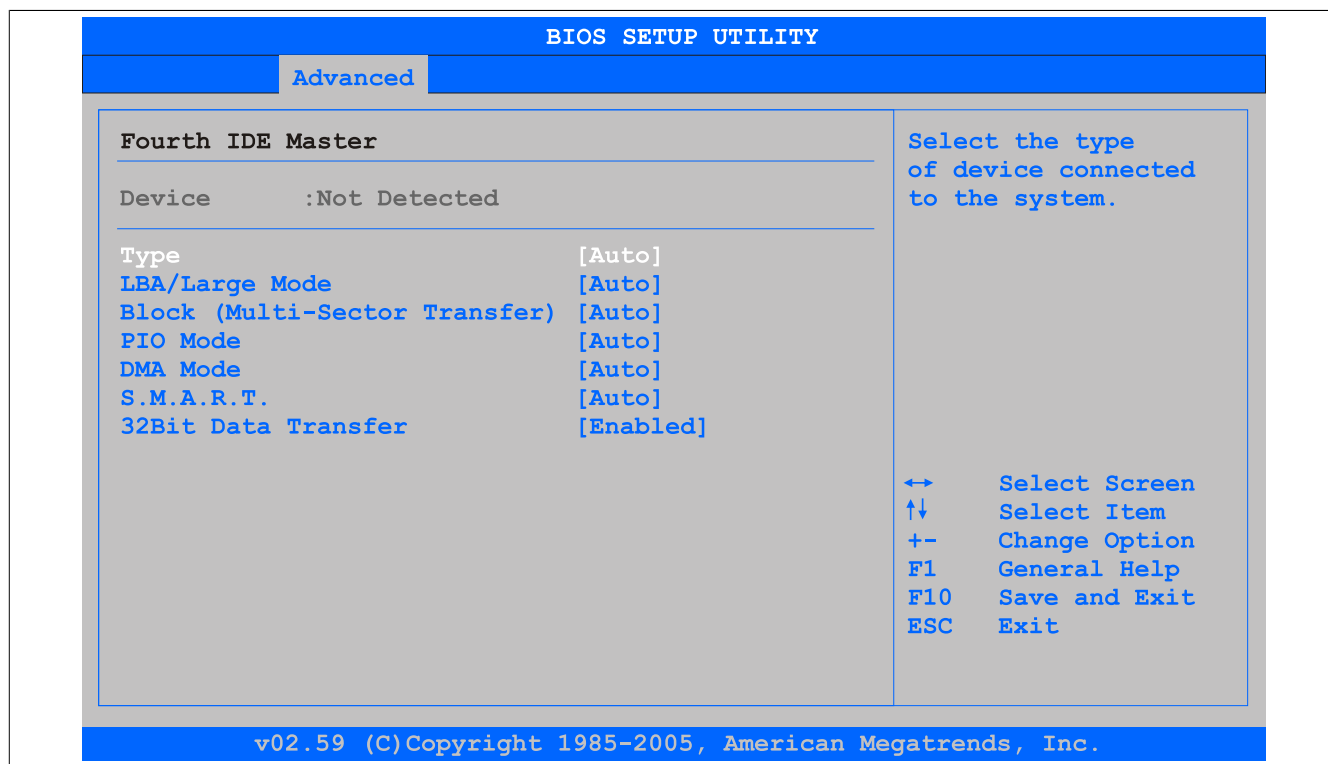 BIOS SETUP UTILITY
Advanced
Fourth IDE Master
Device :Not Detected
Type [Auto]
LBA/Large Mode [Auto]
Block (Multi-Sector Transfer) [Auto]
PIO Mode [Auto]
DMA Mode [Auto]
S.M.A.R.T. [Auto]
32Bit Data Transfer [Enabled]
Select the type
of device connected
to the system.
↔ Select Screen
↑↓ Select Item
+- Change Option
F1 General Help
F10 Save and Exit
ESC Exit
v02.59 (C)Copyright 1985-2005, American Megatrends, Inc.